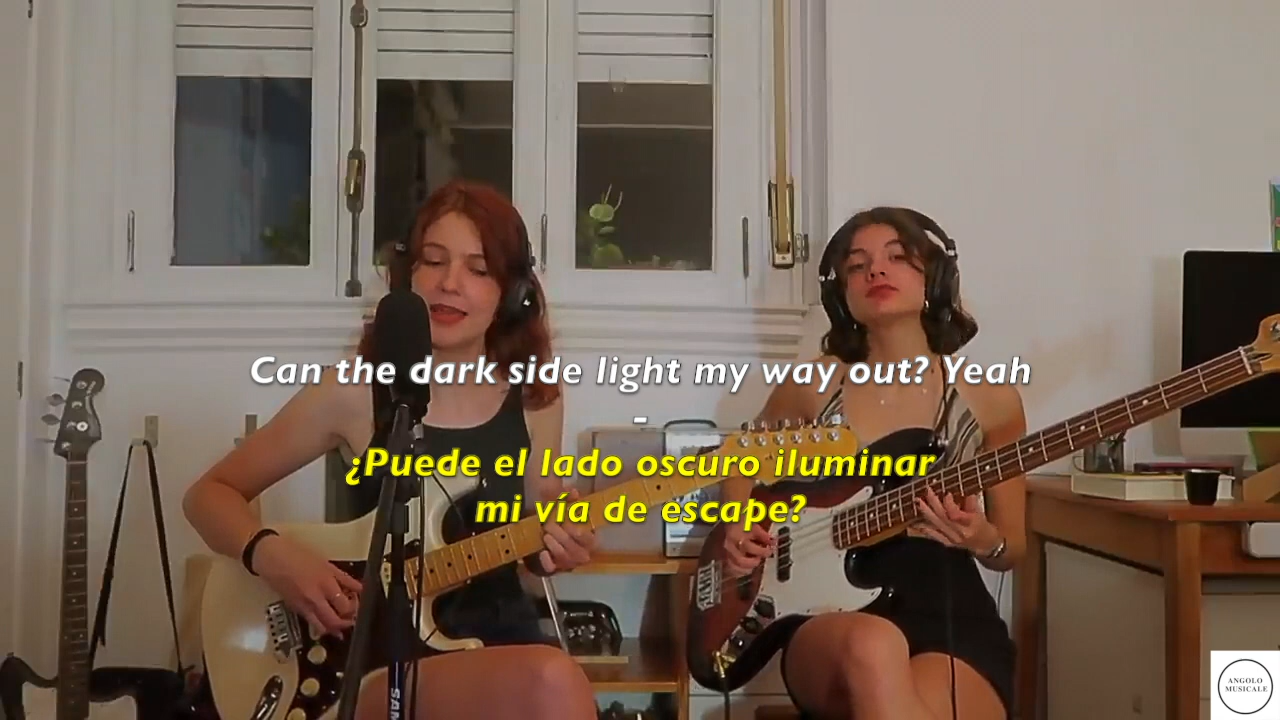 Can the dark side light my way out? Yeah
-
¿Puede el lado oscuro iluminar
mi vía de escape?
SAM
ANGOLO
MUSICALE